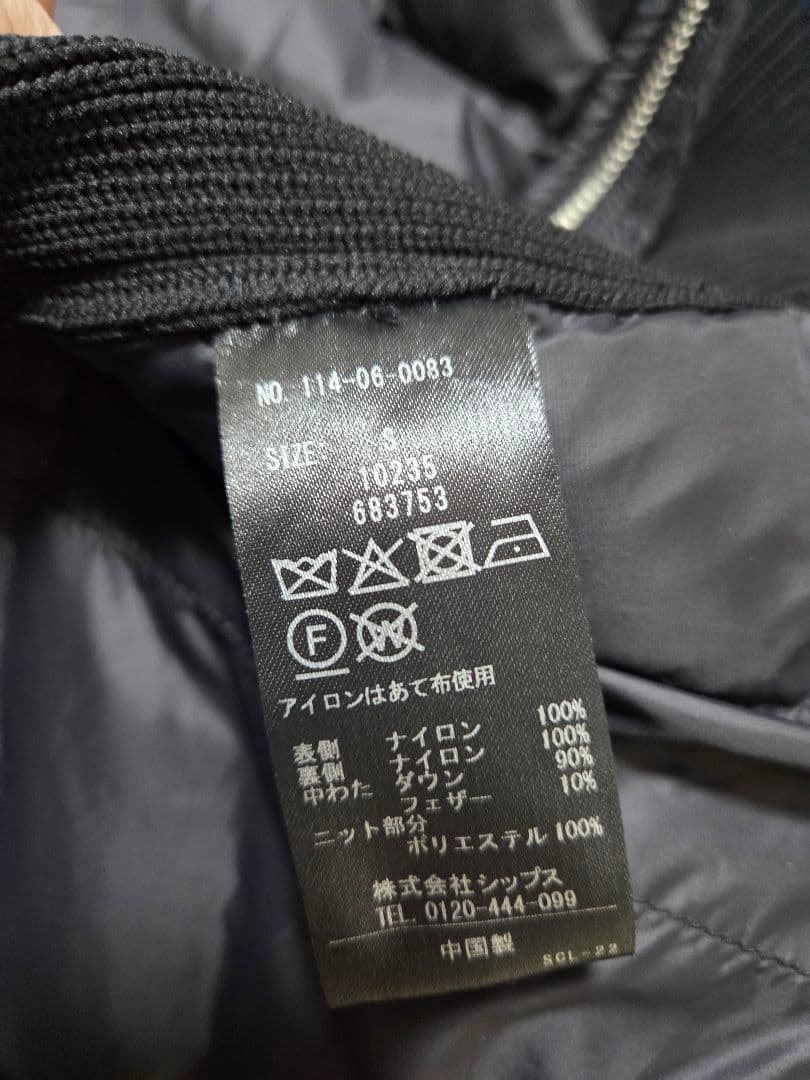 NO. 114-06-0083
SIZE: S
10235
683753
F
W
アイロンはあて布使用
表側 ナイロン 100%
裏側 ナイロン 100%
中わた ダウン 90%
フェザー 10%
ニット部分
ポリエステル 100%
株式会社シップス
TEL. 0120-444-099
中国製
SCL-22